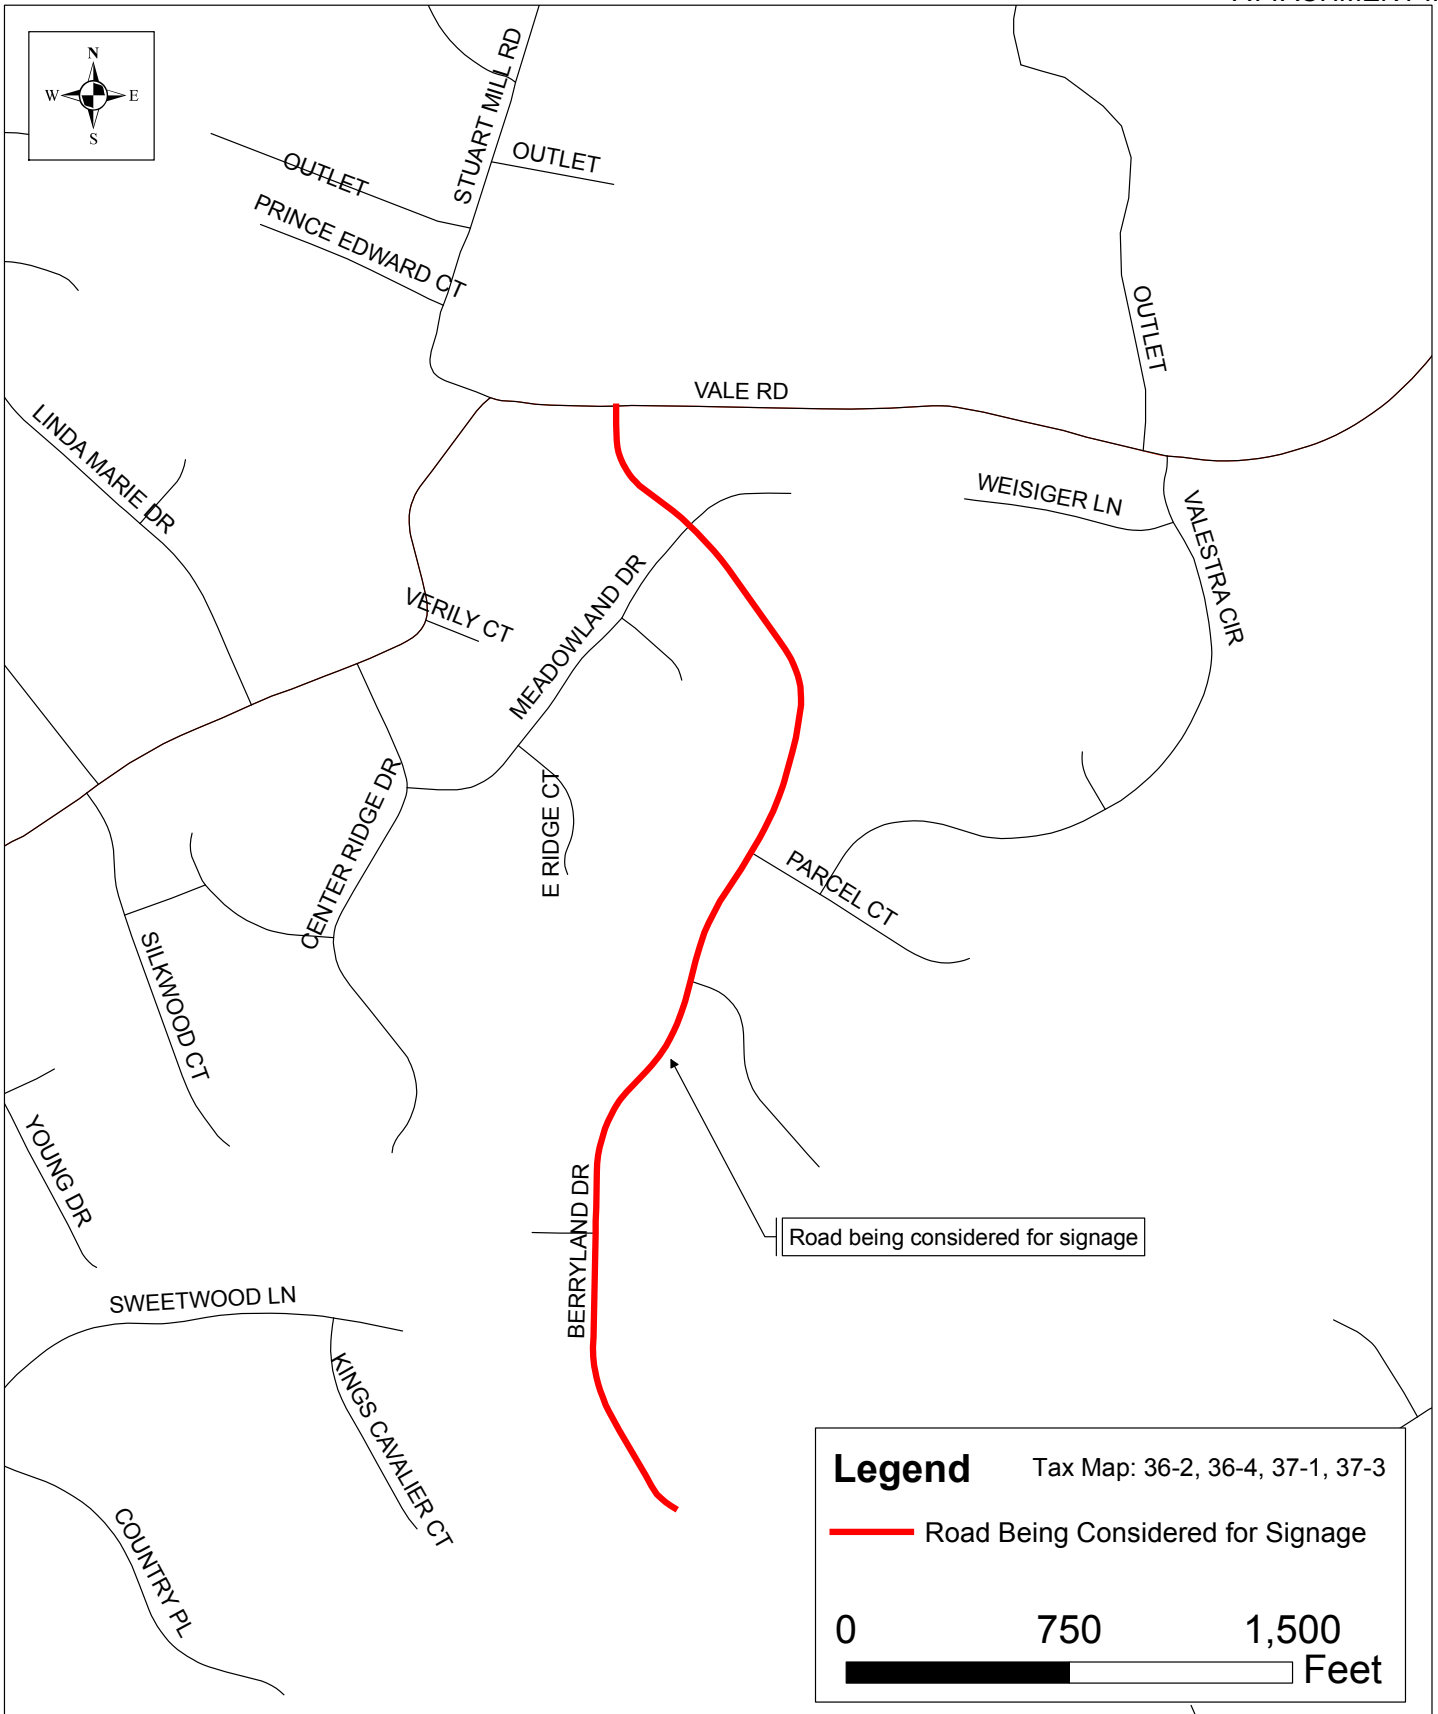 N
W E
S
STUART MILL RD
OUTLET
OUTLET
PRINCE EDWARD CT
OUTLET
VALE RD
LINDA MARIE DR
WEISIGER LN
VALESTRA CIR
VERILY CT
MEADOWLAND DR
CENTER RIDGE DR
E RIDGE CT
PARCEL CT
SILKWOOD CT
YOUNG DR
BERRYLAND DR
Road being considered for signage
SWEETWOOD LN
KINGS CAVALIER CT
COUNTRY PL
Legend Tax Map: 36-2, 36-4, 37-1, 37-3
Road Being Considered for Signage
0 750 1,500
Feet